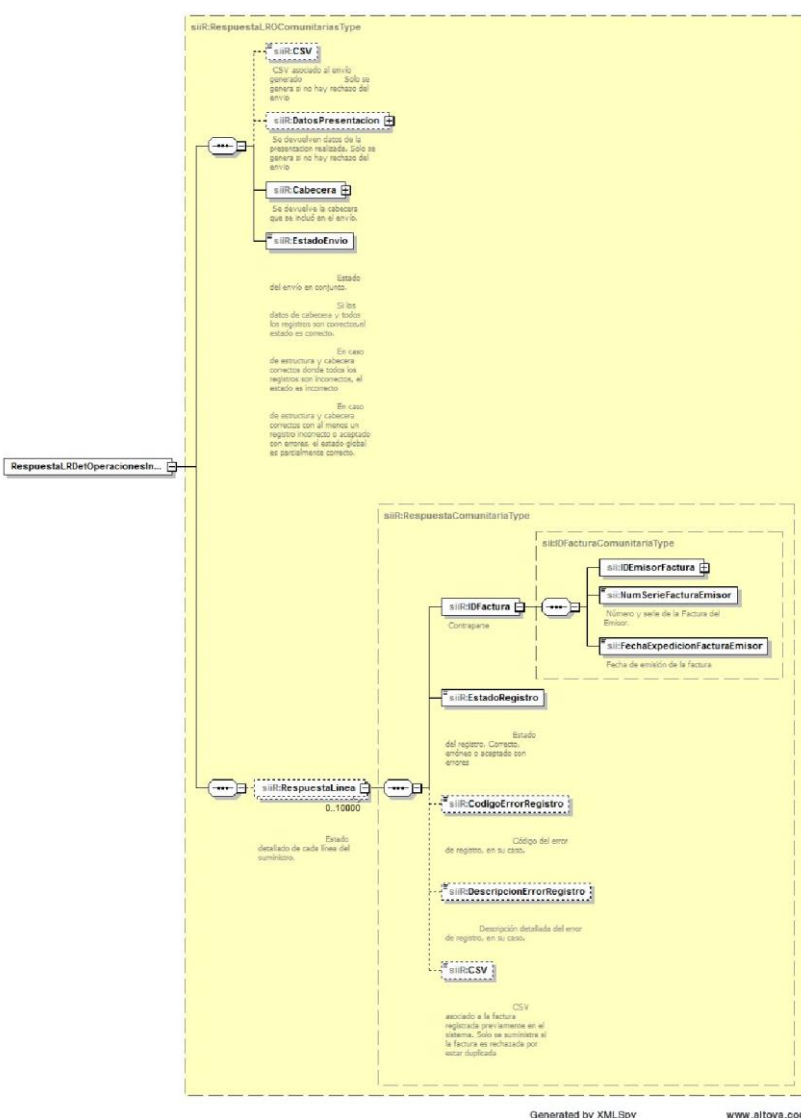 siiR:RespuestaLROComunitariasType
siiR:CSV
CSV asociado al envío
generado Solo se
genera si no hay rechazo del
envio
siiR:DatosPresentacion
Se devuelven datos de la
presentacion realizada. Solo se
genera si no hay rechazo del
envio
siiR:Cabecera
Se devuelve la cabecera
que se incluó en el envío.
siiR:EstadoEnvio
Estado
del envío en conjunto.
Si los
datos de cabecera y todos
los registros son correctos,el
estado es correcto.
En caso
de estructura y cabecera
correctos donde todos los
registros son incorrectos, el
estado es incorrecto
En caso
de estructura y cabecera
correctos con al menos un
registro incorrecto o aceptado
con errores, el estado global
es parcialmente correcto.
RespuestaLRDetOperacionesIn...
siiR:RespuestaComunitariaType
sii:IDFacturaComunitariaType
sii:IDEmisorFactura
sii:NumSerieFacturaEmisor
Número y serie de la Factura del
Emisor.
siiR:IDFactura
Contraparte
sii:FechaExpedicionFacturaEmisor
Fecha de emisión de la factura
siiR:EstadoRegistro
Estado
del registro. Correcto,
erróneo o aceptado con
errores
siiR:RespuestaLinea
0..10000
Estado
detallado de cada línea del
suministro.
siiR:CodigoErrorRegistro
Código del error
de registro, en su caso.
siiR:DescripcionErrorRegistro
Descripción detallada del error
de registro, en su caso.
siiR:CSV
CSV
asociado a la factura
registrada previamente en el
sistema. Solo se suministra si
la factura es rechazada por
estar duplicada
Generated by XMLSpy
www.altova.co